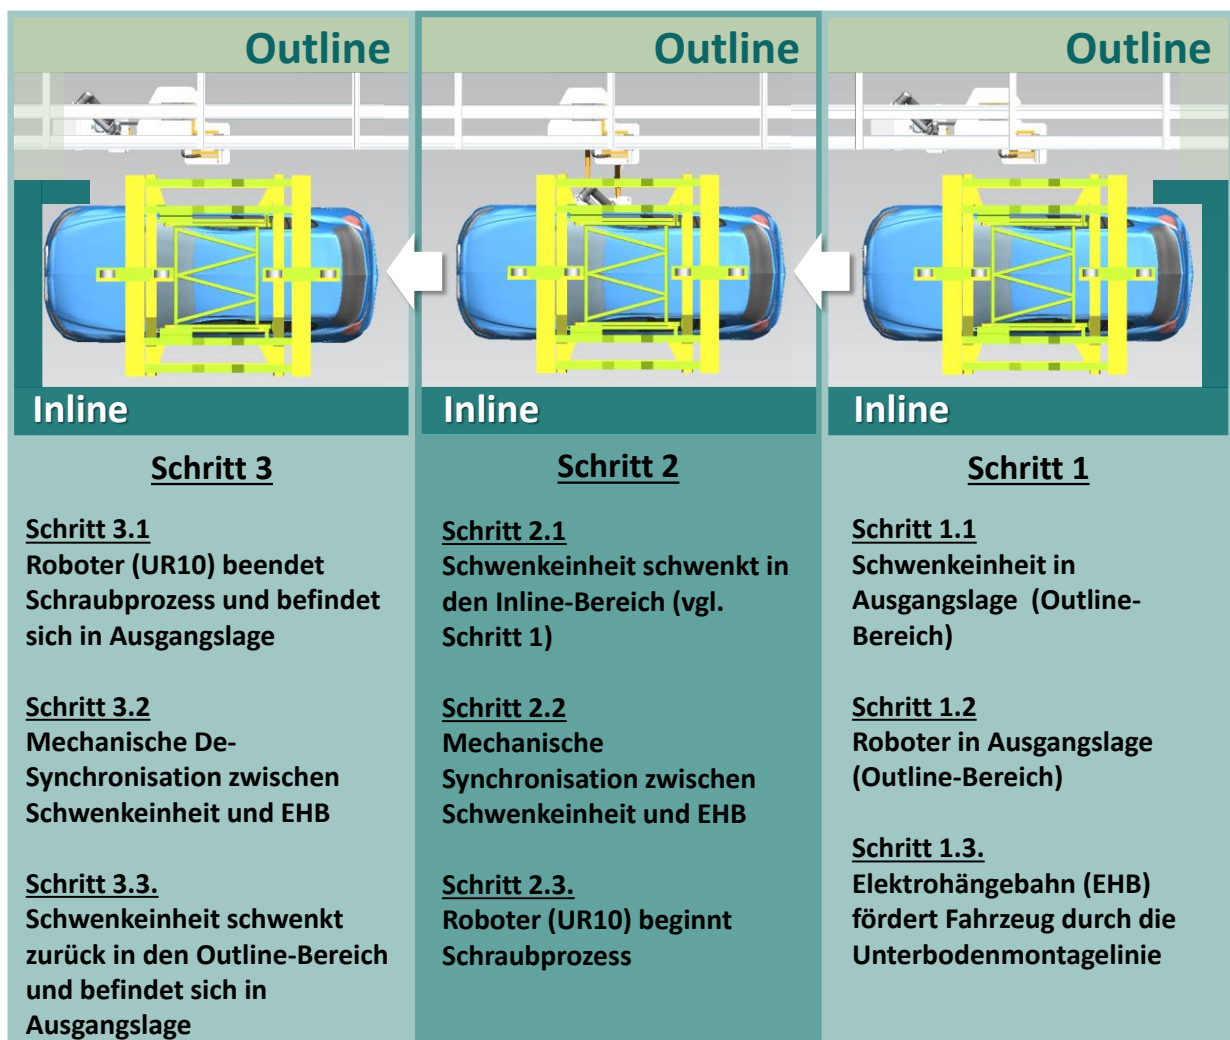 Outline
Outline
Outline
Inline
Inline
Inline
Schritt 3
Schritt 3.1
Roboter (UR10) beendet
Schraubprozess und befindet
sich in Ausgangslage
Schritt 3.2
Mechanische De-
Synchronisation zwischen
Schwenkeinheit und EHB
Schritt 3.3.
Schwenkeinheit schwenkt
zurück in den Outline-Bereich
und befindet sich in
Ausgangslage
Schritt 2
Schritt 2.1
Schwenkeinheit schwenkt in
den Inline-Bereich (vgl.
Schritt 1)
Schritt 2.2
Mechanische
Synchronisation zwischen
Schwenkeinheit und EHB
Schritt 2.3.
Roboter (UR10) beginnt
Schraubprozess
Schritt 1
Schritt 1.1
Schwenkeinheit in
Ausgangslage (Outline-
Bereich)
Schritt 1.2
Roboter in Ausgangslage
(Outline-Bereich)
Schritt 1.3.
Elektrohängebahn (EHB)
fördert Fahrzeug durch die
Unterbodenmontagelinie